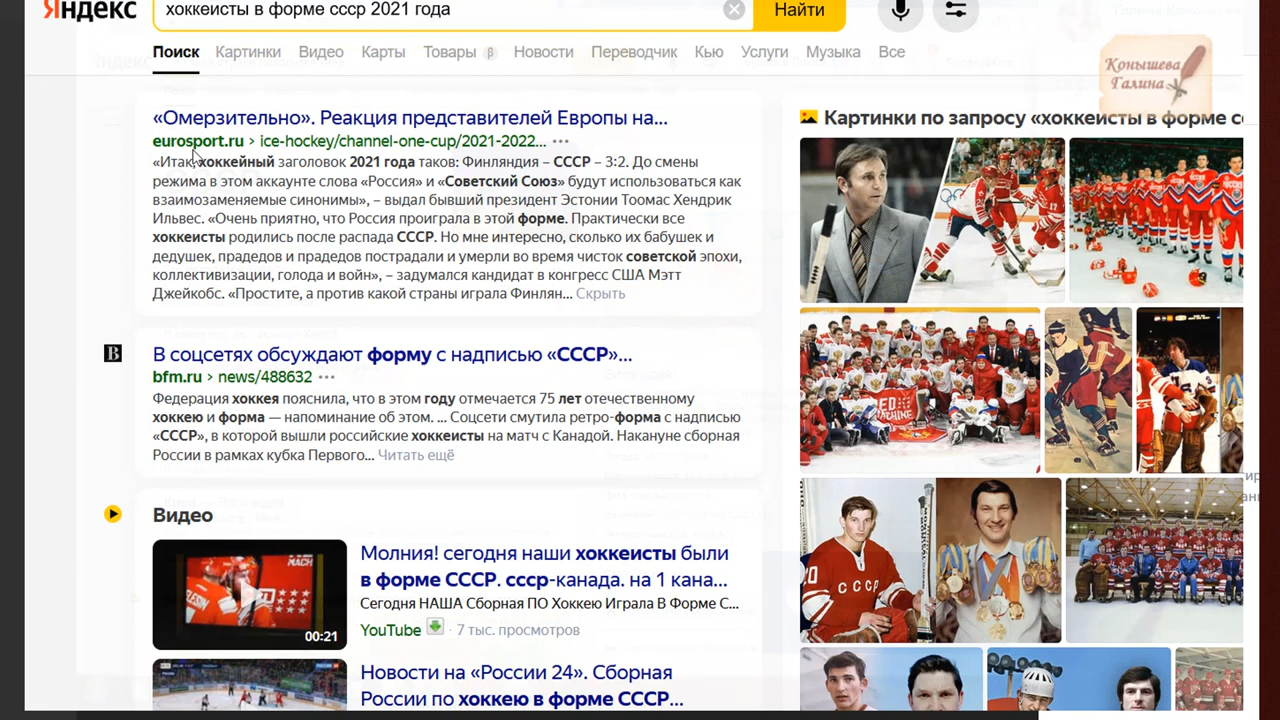 Яндекс
хоккеисты в форме ссср 2021 года
Найти
Поиск Картинки Видео Карты Товары β Новости Переводчик Кью Услуги Музыка Все
Конышева
Галина
«Омерзительно». Реакция представителей Европы на...
eurosport.ru › ice-hockey/channel-one-cup/2021-2022...
«Итак, хоккейный заголовок 2021 года таков: Финляндия – СССР – 3:2. До смены
режима в этом аккаунте слова «Россия» и «Советский Союз» будут использоваться как
взаимозаменяемые синонимы», – выдал бывший президент Эстонии Тоомас Хендрик
Ильвес. «Очень приятно, что Россия проиграла в этой форме. Практически все
хоккеисты родились после распада СССР. Но мне интересно, сколько их бабушек и
дедушек, прадедов и прадедов пострадали и умерли во время чисток советской эпохи,
коллективизации, голода и войн», – задумался кандидат в конгресс США Мэтт
Джейкобс. «Простите, а против какой страны играла Финлян... Скрыть
В соцсетях обсуждают форму с надписью «СССР»...
bfm.ru › news/488632
Федерация хоккея пояснила, что в этом году отмечается 75 лет отечественному
хоккею и форма — напоминание об этом. ... Соцсети смутила ретро-форма с надписью
«СССР», в которой вышли российские хоккеисты на матч с Канадой. Накануне сборная
России в рамках кубка Первого... Читать ещё
Видео
00:21
Молния! сегодня наши хоккеисты были
в форме СССР. ссср-канада. на 1 кана...
Сегодня НАША Сборная ПО Хоккею Играла В Форме С...
YouTube · 7 тыс. просмотров
Новости на «России 24». Сборная
России по хоккею в форме СССР...
Картинки по запросу «хоккеисты в форме сс
RED
MACHINE
СССР